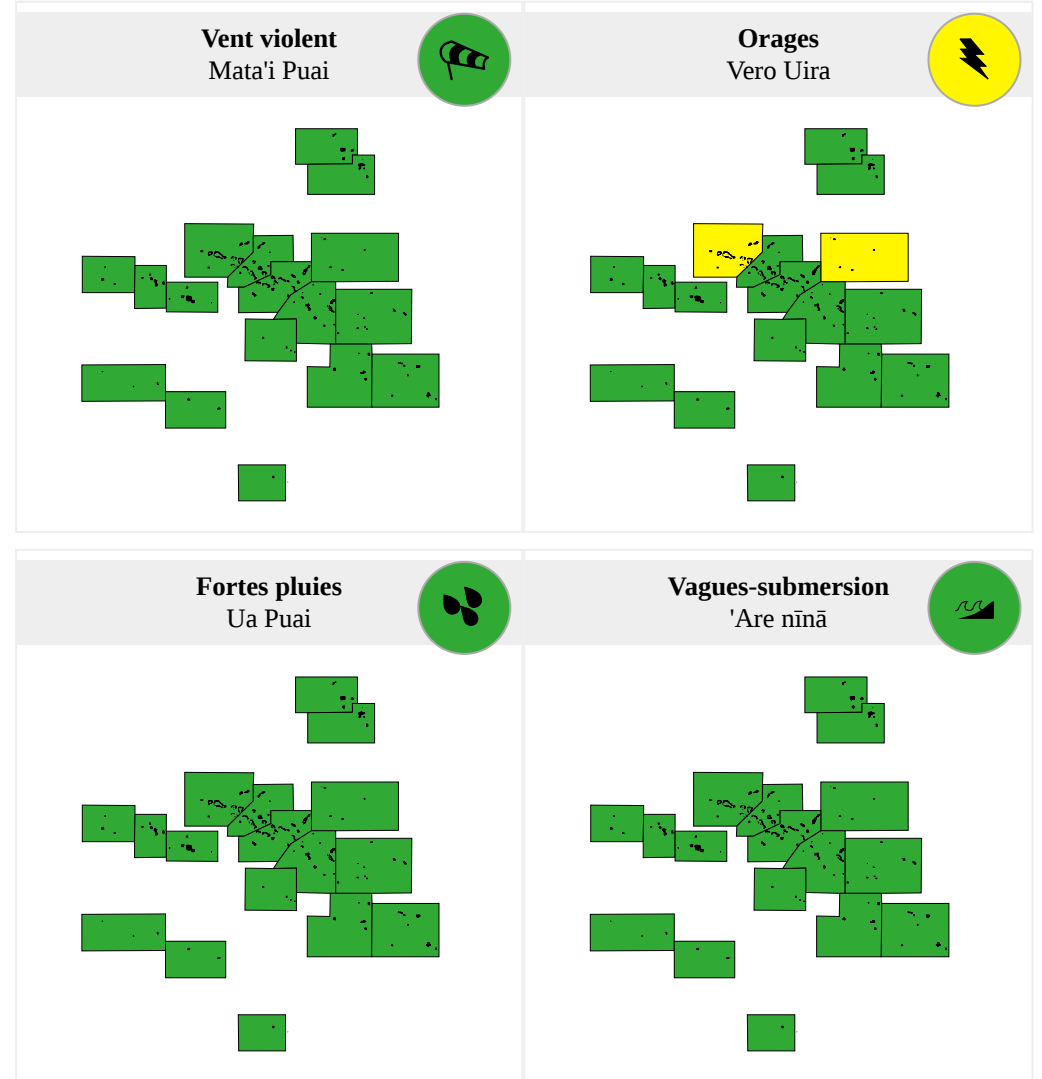 Vent violent
Mata'i Puai
Orages
Vero Uira
Fortes pluies
Ua Puai
Vagues-submersion
'Are nīnā